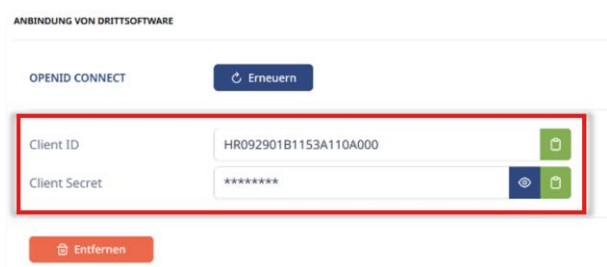 ANBINDUNG VON DRITTSOFTWARE
OPENID CONNECT Erneuern
Client ID HR092901B1153A110A000
Client Secret ********
Entfernen